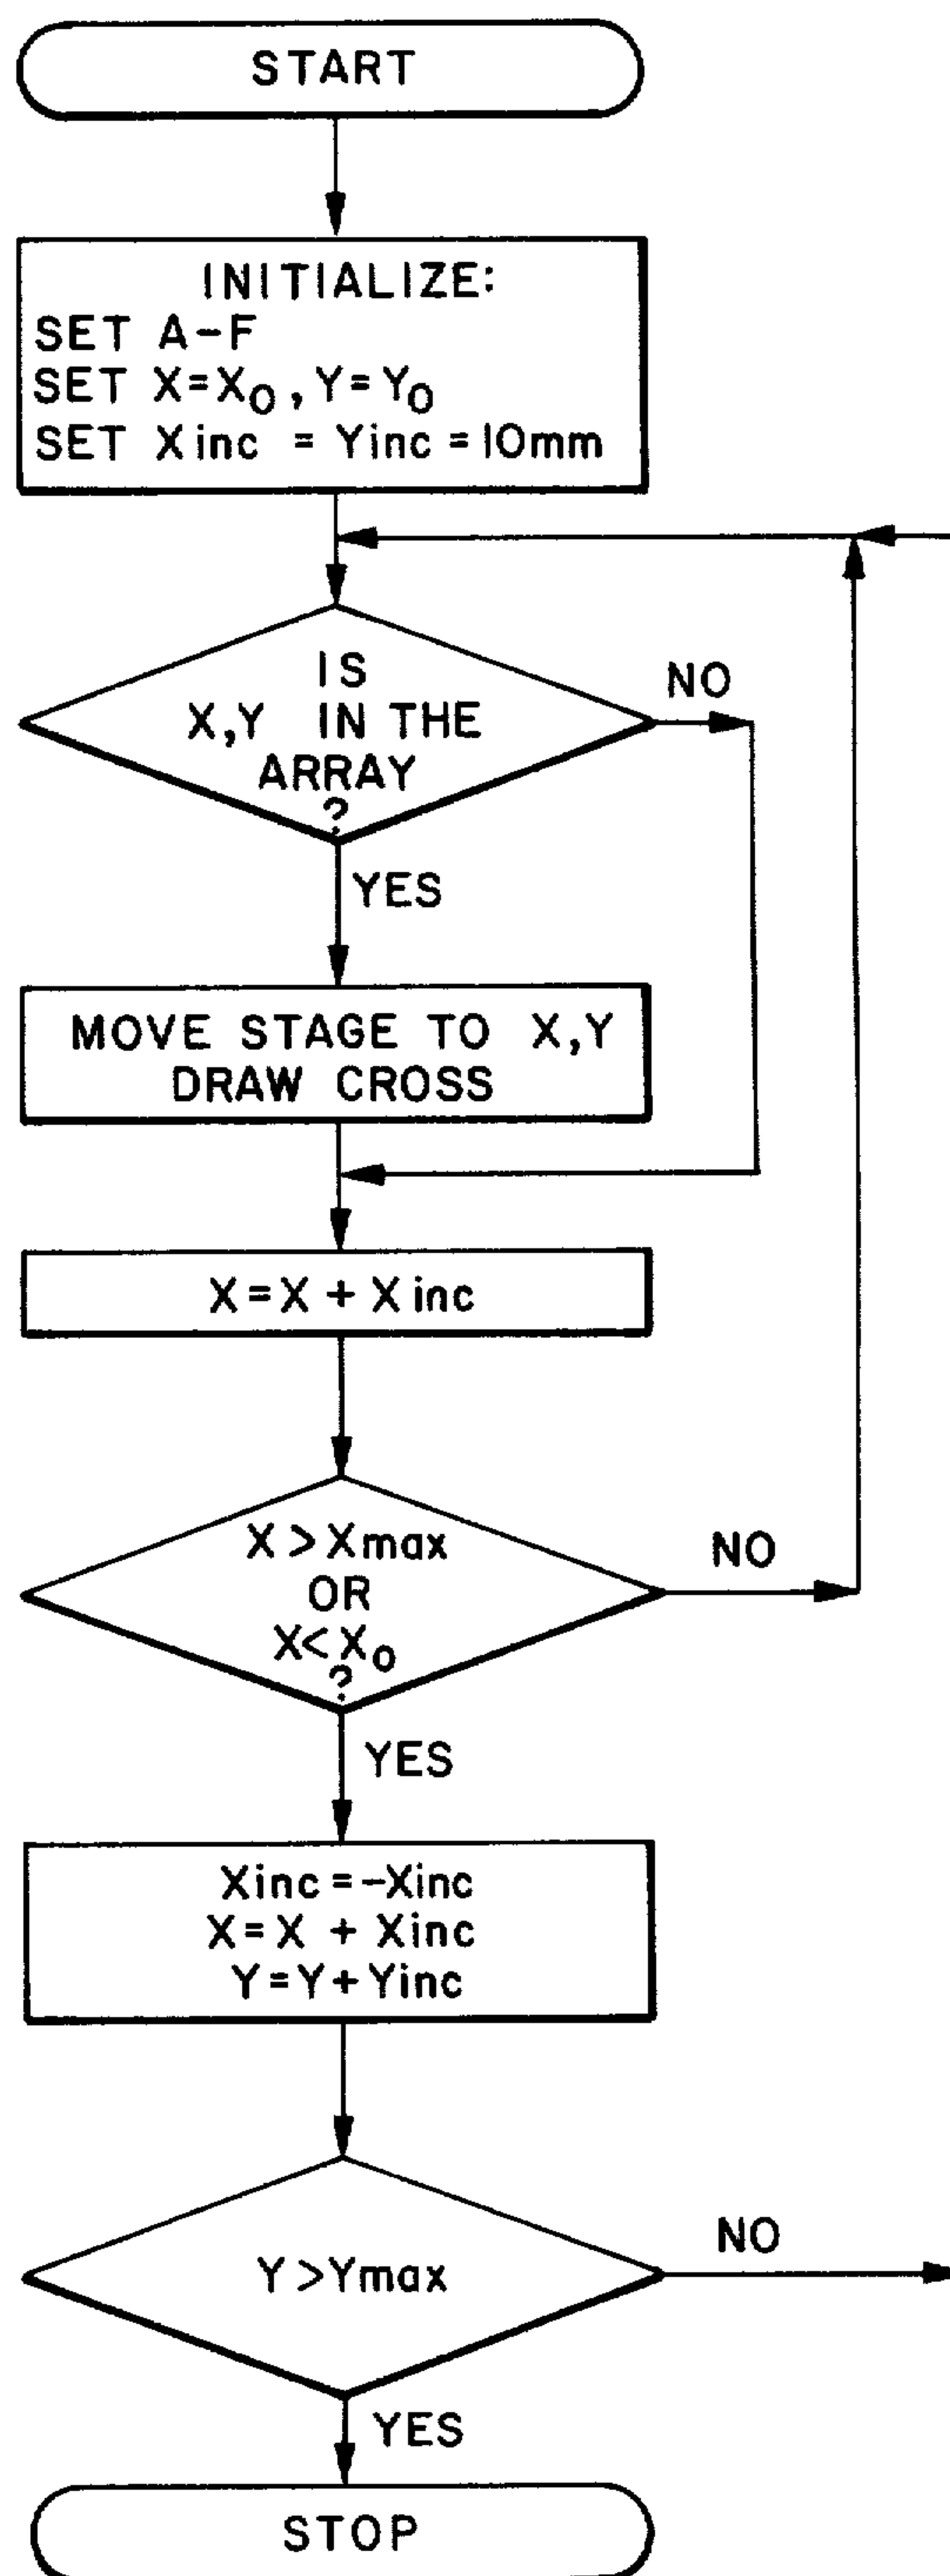 START
INITIALIZE:
SET A-F
SET X=X₀, Y=Y₀
SET Xinc = Yinc = 10mm
IS
X,Y IN THE
ARRAY
?
NO
YES
MOVE STAGE TO X,Y
DRAW CROSS
X=X + Xinc
X>Xmax
OR
X<X₀
?
NO
YES
Xinc=-Xinc
X=X + Xinc
Y=Y+Yinc
Y>Ymax
NO
YES
STOP